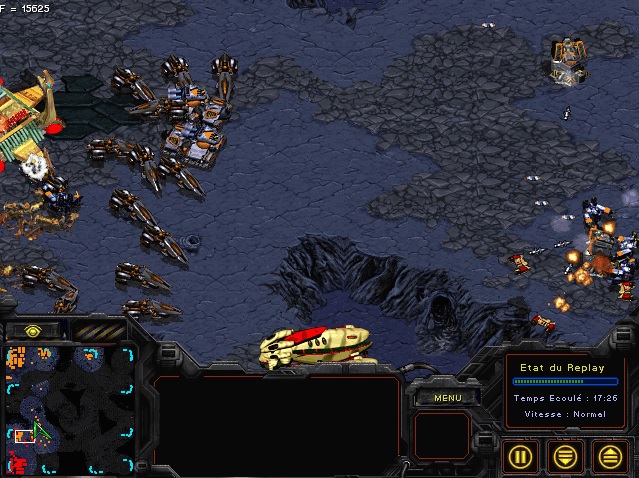 F = 15625
Etat du Replay
Temps Ecoulé : 17:26
Vitesse : Normal
MENU